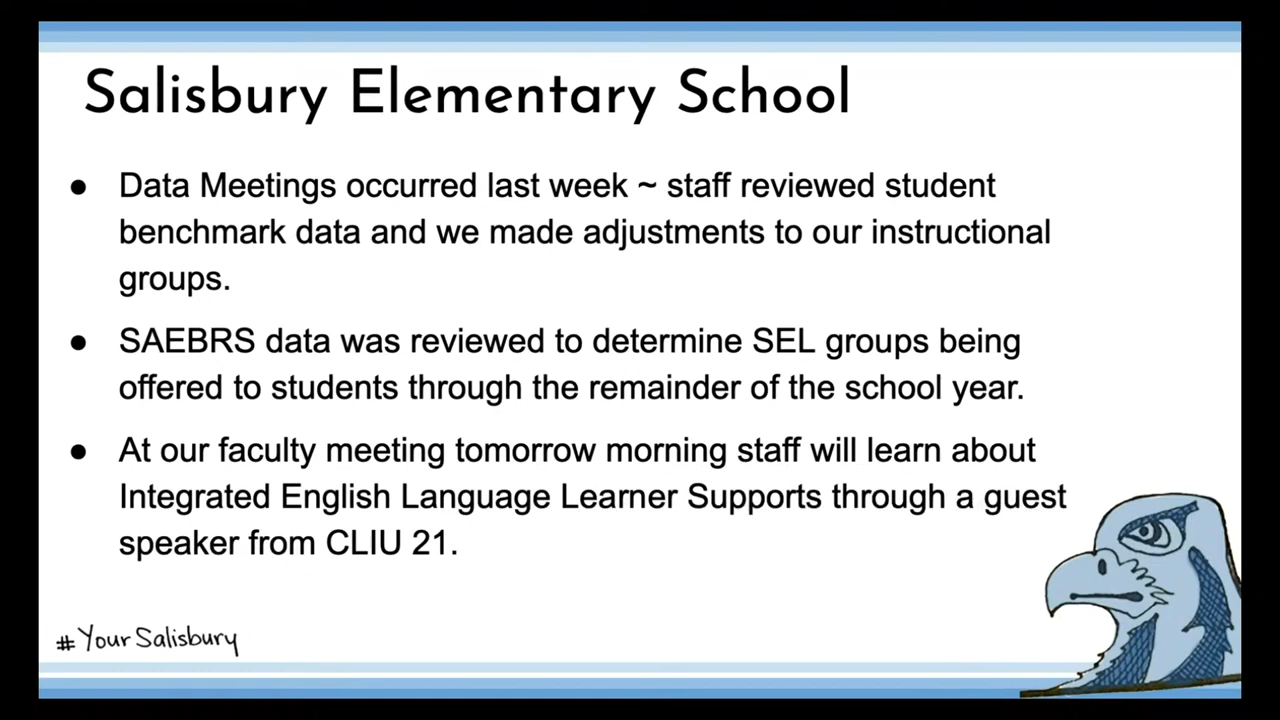 Salisbury Elementary School
● Data Meetings occurred last week ~ staff reviewed student
benchmark data and we made adjustments to our instructional
groups.
● SAEBRS data was reviewed to determine SEL groups being
offered to students through the remainder of the school year.
● At our faculty meeting tomorrow morning staff will learn about
Integrated English Language Learner Supports through a guest
speaker from CLIU 21.
#YourSalisbury